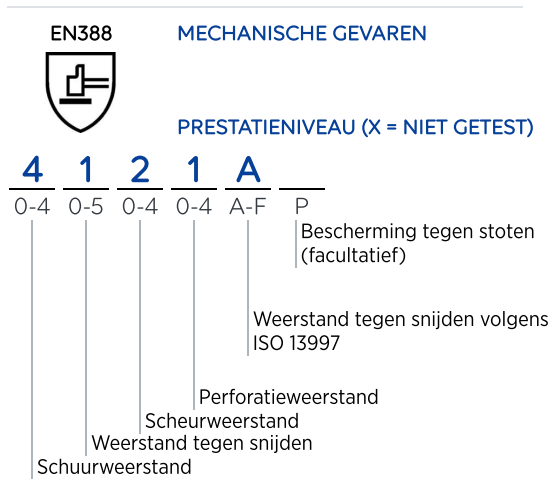 EN388 MECHANISCHE GEVAREN
PRESTATIENIVEAU (X = NIET GETEST)
4 1 2 1 A
0-4 0-5 0-4 0-4 A-F P
Bescherming tegen stoten
(facultatief)
Weerstand tegen snijden volgens
ISO 13997
Perforatieweerstand
Scheurweerstand
Weerstand tegen snijden
Schuurweerstand